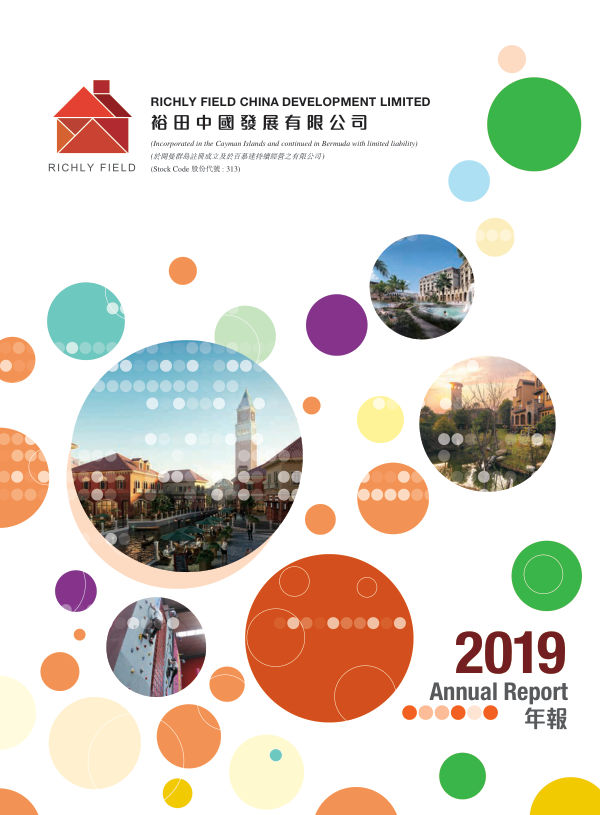 RICHLY FIELD
RICHLY FIELD CHINA DEVELOPMENT LIMITED
裕田中國發展有限公司
(Incorporated in the Cayman Islands and continued in Bermuda with limited liability)
(於開曼群島註冊成立及於百慕達持續經營之有限公司)
(Stock Code 股份代號 : 313)
2019
Annual Report
年報